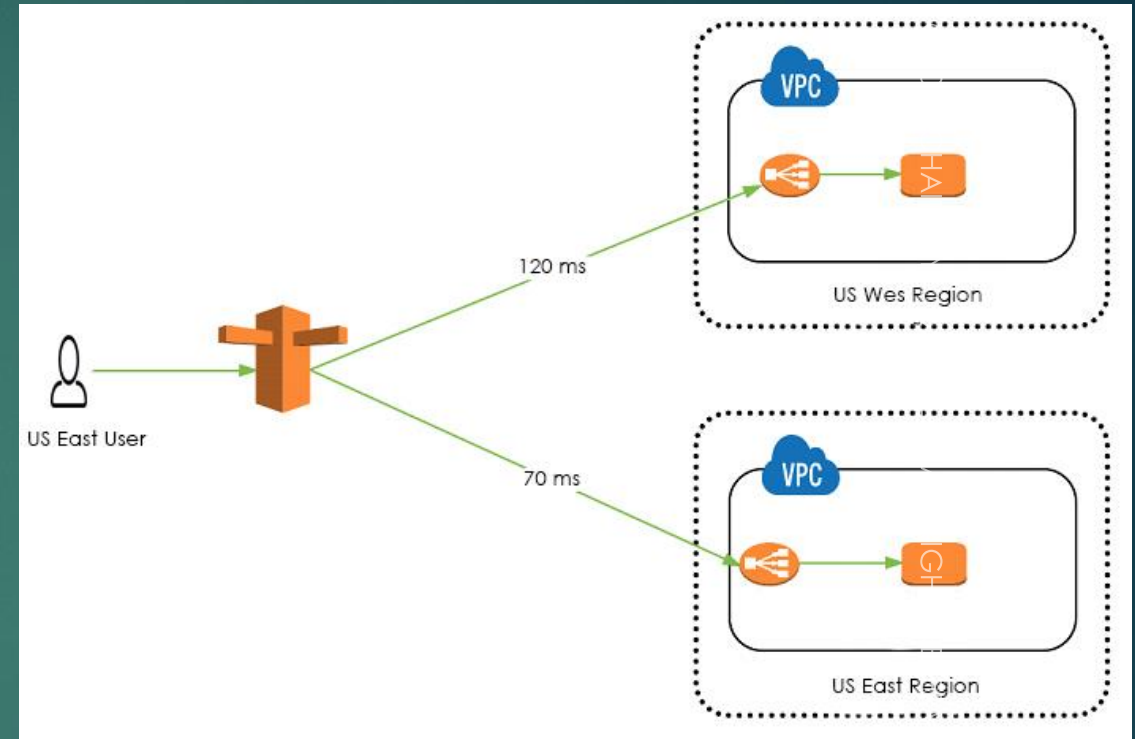 VPC
US Wes Region
120 ms
US East User
70 ms
VPC
US East Region